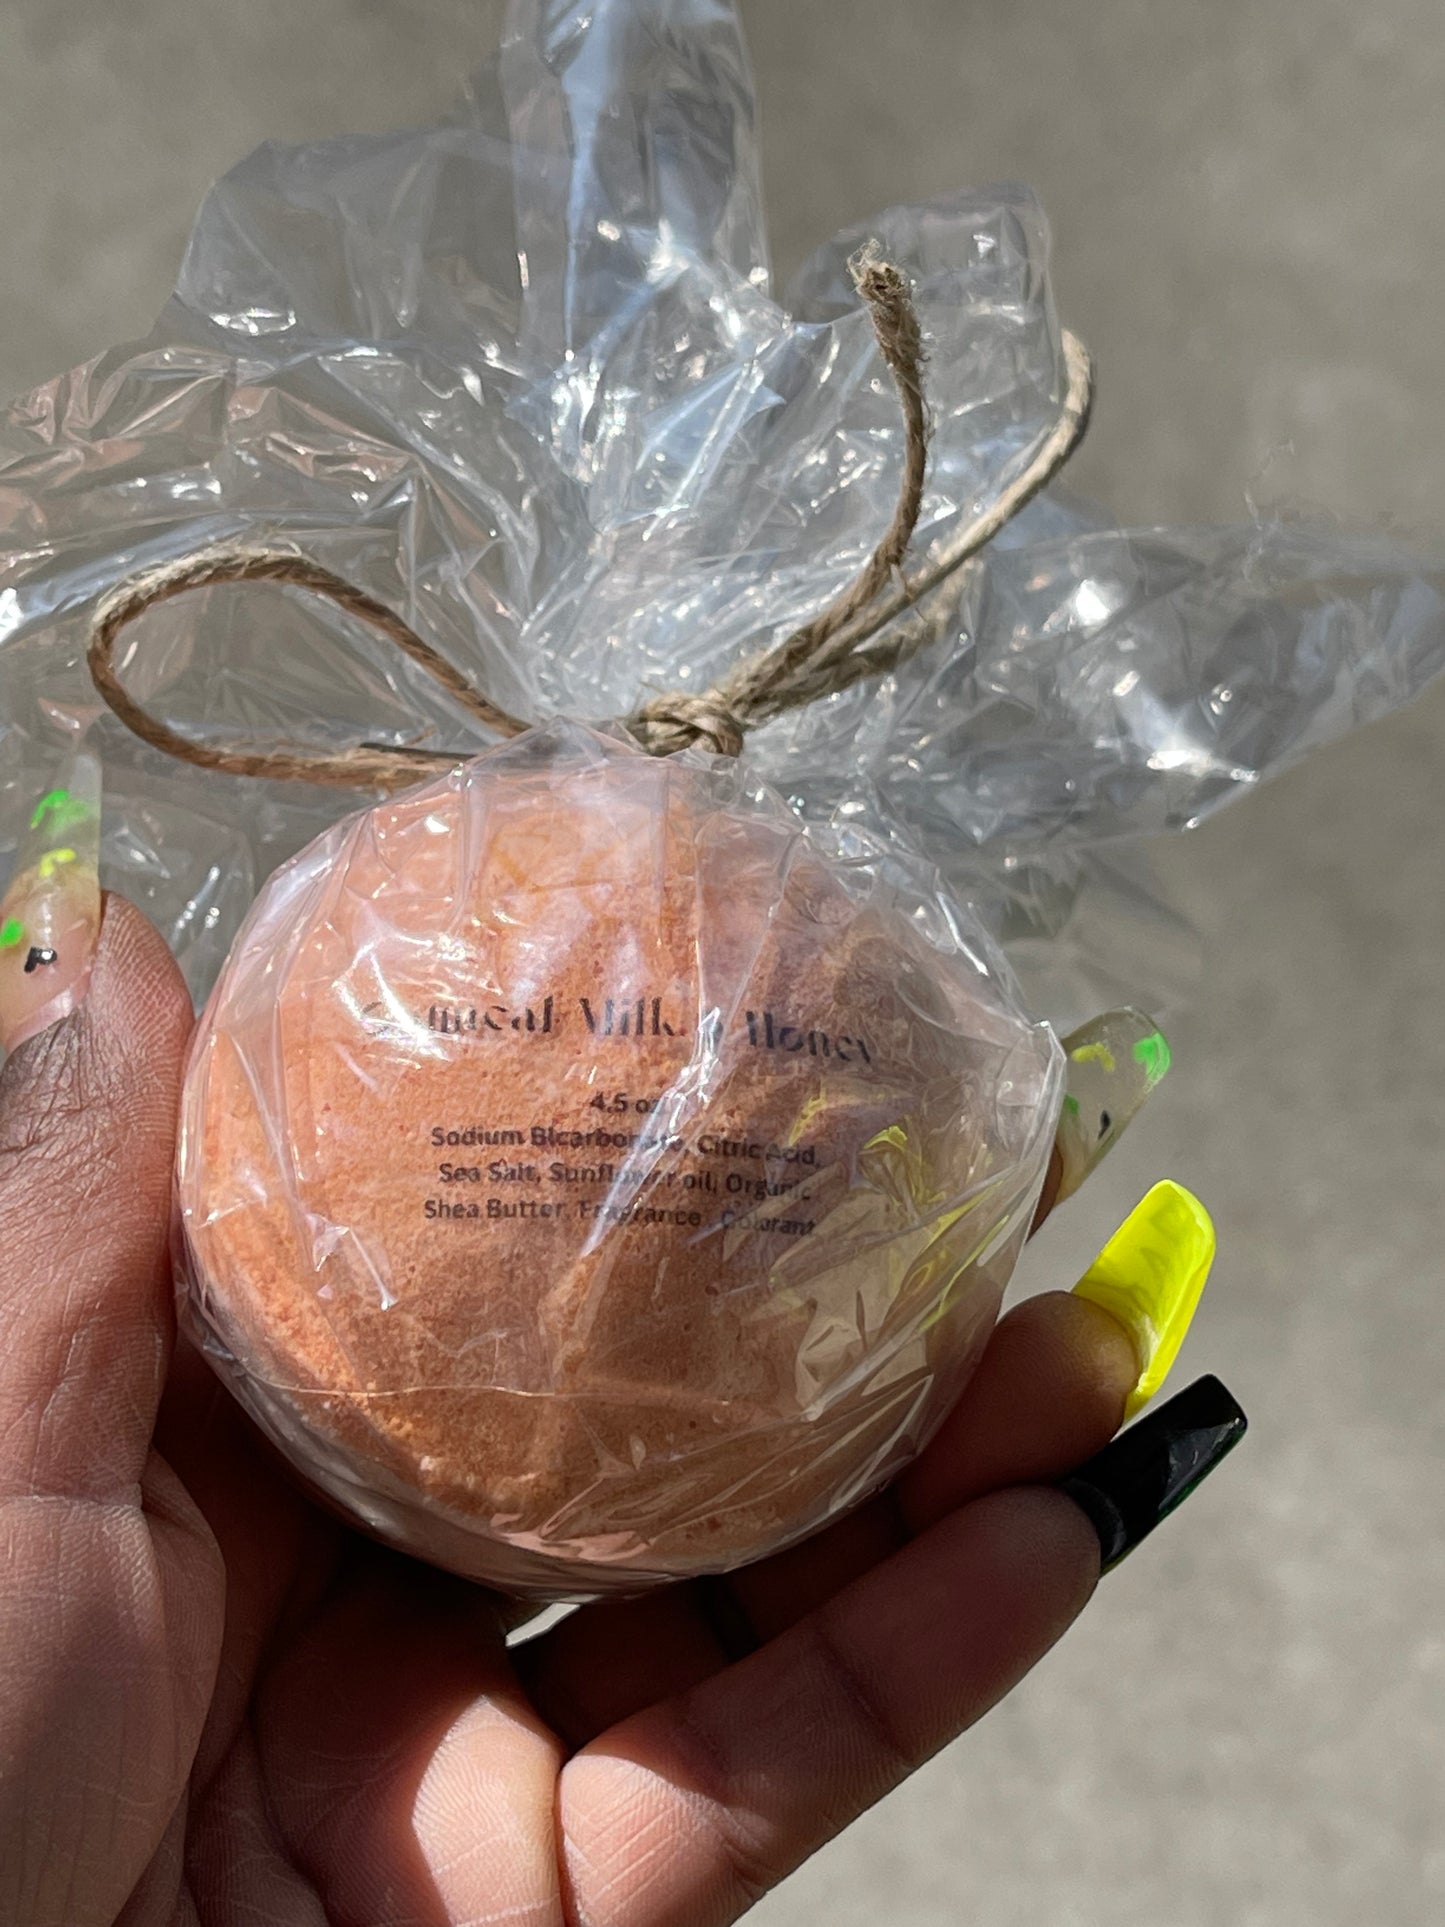 Oatmeal Milk & Honey
4.5 oz
Sodium Bicarbonate, Citric Acid,
Sea Salt, Sunflower oil, Organic
Shea Butter, Fragrance, Colorant